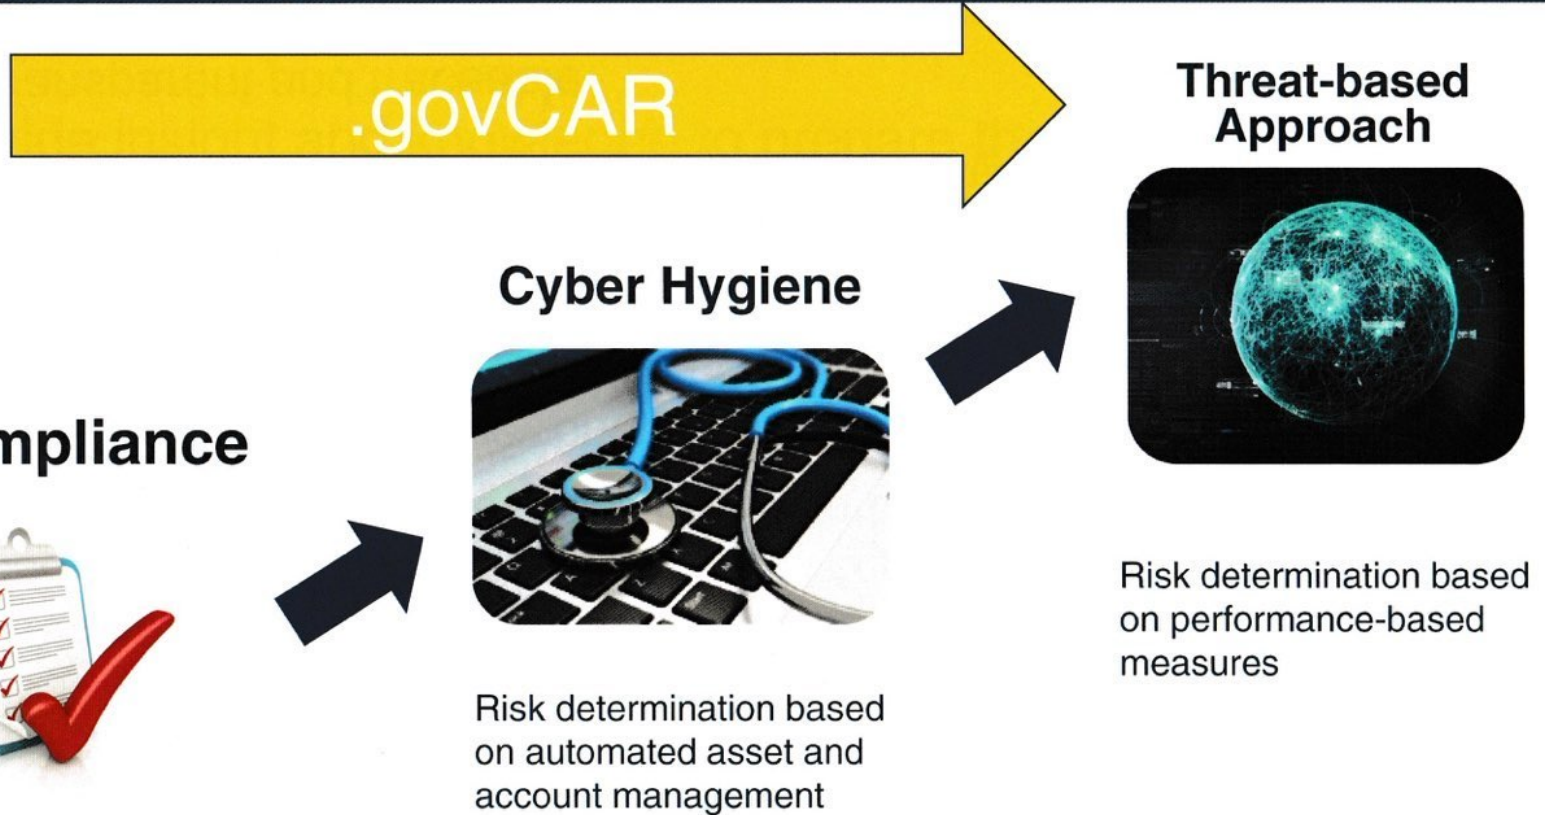 .govCAR
Threat-based
Approach
Cyber Hygiene
mpliance
Risk determination based
on performance-based
measures
Risk determination based
on automated asset and
account management